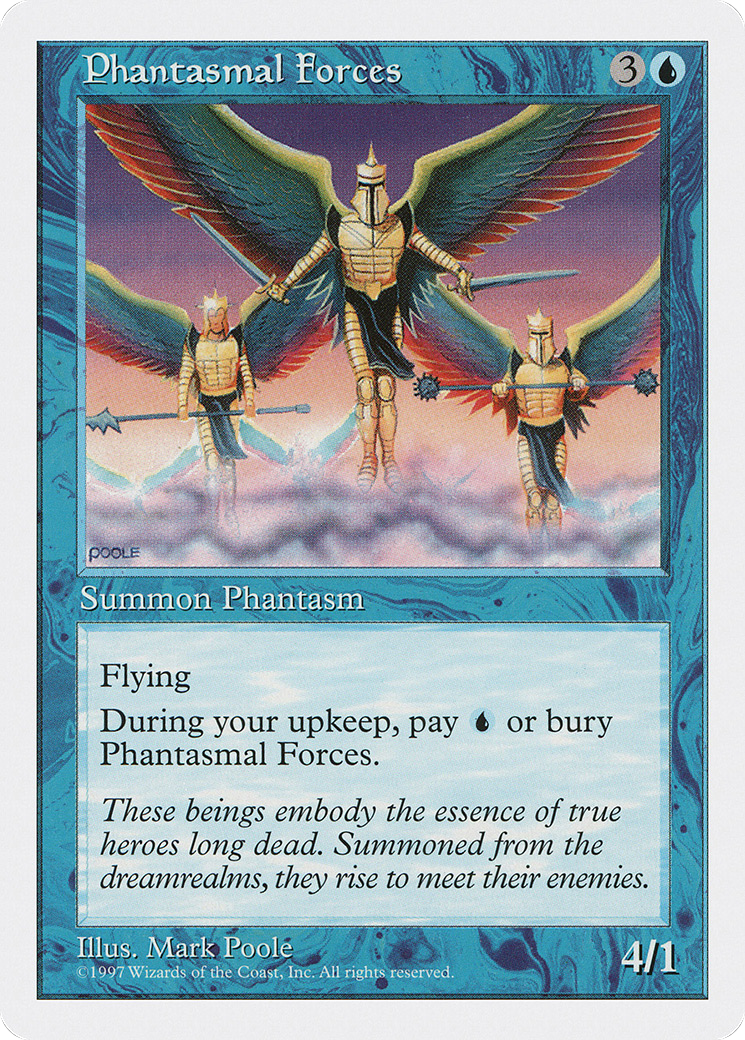 Phantasmal Forces 3
POOLE
Summon Phantasm
Flying
During your upkeep, pay or bury
Phantasmal Forces.
These beings embody the essence of true
heroes long dead. Summoned from the
dreamrealms, they rise to meet their enemies.
Illus. Mark Poole
©1997 Wizards of the Coast, Inc. All rights reserved.
4/1